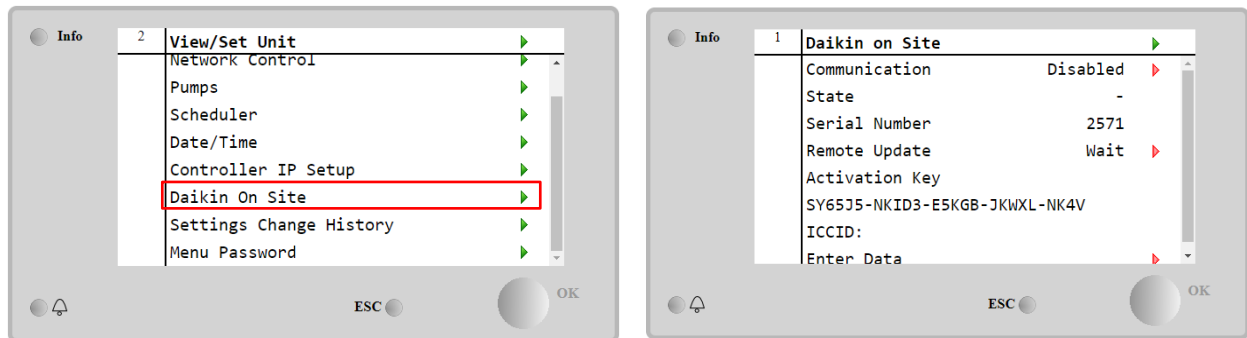 Info
2
View/Set Unit
Network Control
Pumps
Scheduler
Date/Time
Controller IP Setup
Daikin On Site
Settings Change History
Menu Password
ESC
OK
Info
1
Daikin on Site
Communication Disabled
State -
Serial Number 2571
Remote Update Wait
Activation Key
SY65J5-NKID3-E5KGB-JKWXL-NK4V
ICCID:
Enter Data
ESC
OK